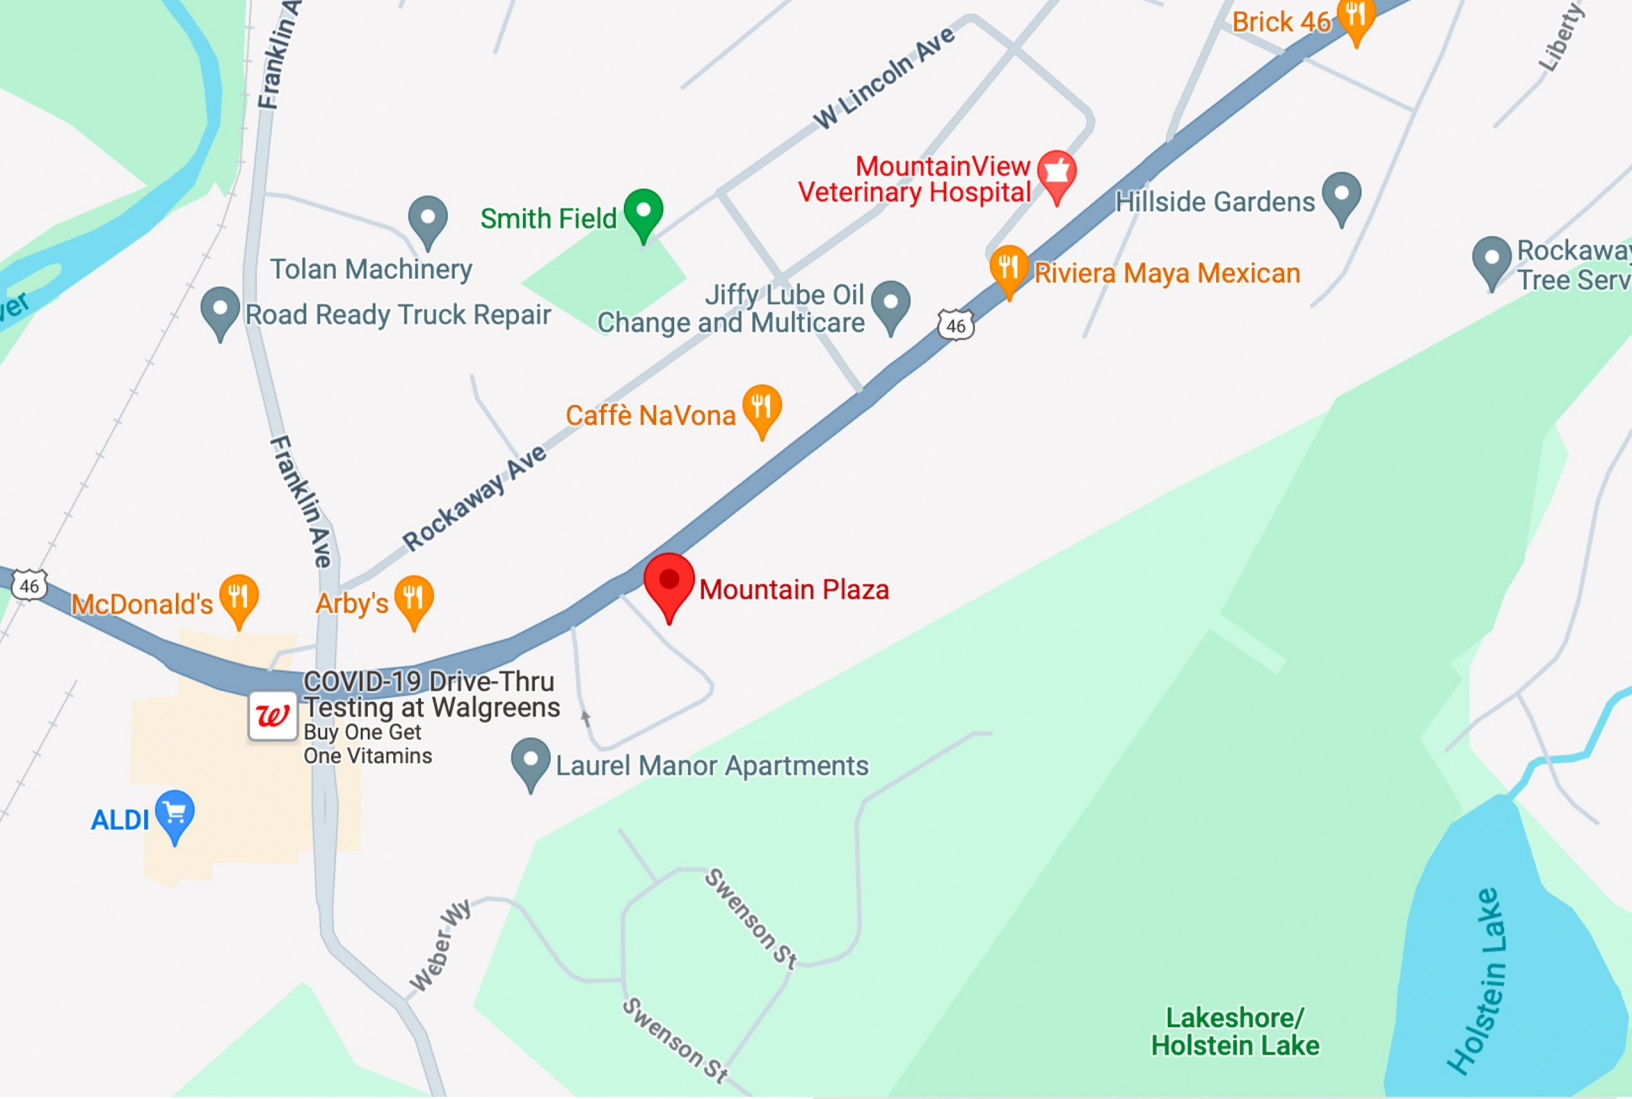 Franklin A
Brick 46
Liberty
W Lincoln Ave
MountainView
Veterinary Hospital
Hillside Gardens
Smith Field
Rockaway
Tree Serv
Tolan Machinery
Riviera Maya Mexican
Jiffy Lube Oil
Change and Multicare
ver
Road Ready Truck Repair
46
Caffè NaVona
Franklin Ave
Rockaway Ave
46
McDonald's
Arby's
Mountain Plaza
COVID-19 Drive-Thru
Testing at Walgreens
Buy One Get
One Vitamins
W
Laurel Manor Apartments
ALDI
Swenson St
Weber Wy
Swenson St
Lakeshore/
Holstein Lake
Holstein Lake